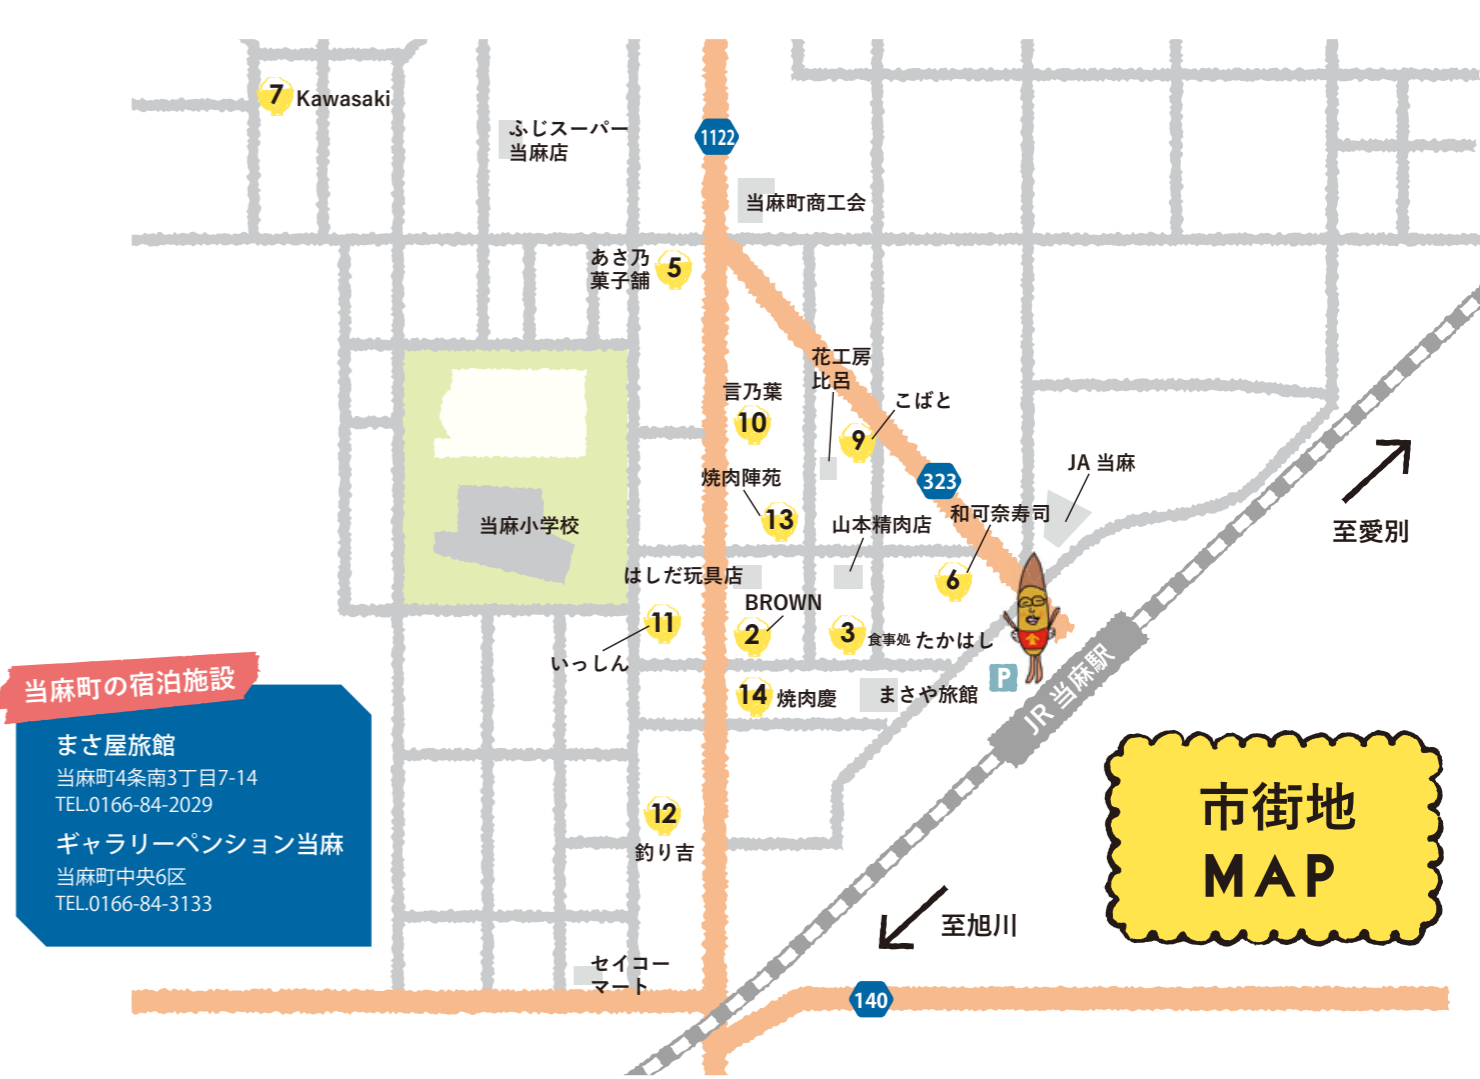 7 Kawasaki
ふじスーパー
当麻店
1122
当麻町商工会
あさ乃
菓子舗
5
花工房
比呂
言乃葉
10
こばと
9
323
JA 当麻
焼肉陣苑
13
山本精肉店
和可奈寿司
6
当麻小学校
はしだ玩具店
BROWN
2
11
いっしん
3 食事処 たかはし
P
JR 当麻駅
14 焼肉慶
まさや旅館
至愛別
当麻町の宿泊施設
まさ屋旅館
当麻町4条南3丁目7-14
TEL.0166-84-2029
ギャラリーペンション当麻
当麻町中央6区
TEL.0166-84-3133
12
釣り吉
市街地
MAP
至旭川
セイコー
マート
140